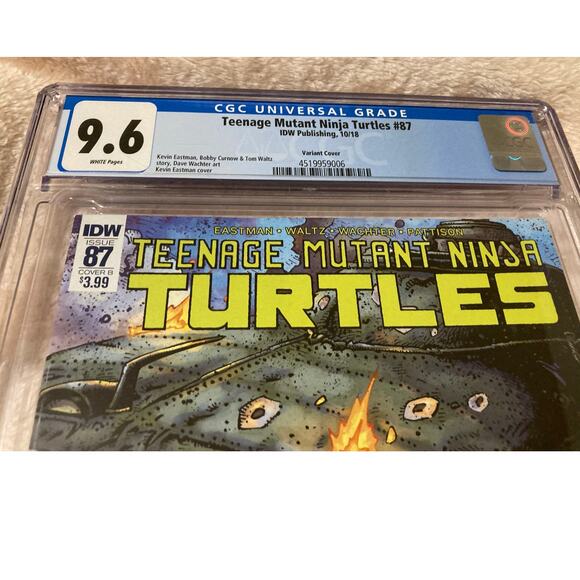 CGC UNIVERSAL GRADE
9.6
WHITE Pages
Teenage Mutant Ninja Turtles #87
IDW Publishing, 10/18
Variant Cover
Kevin Eastman, Bobby Curnow & Tom Waltz
story, Dave Wachter art
Kevin Eastman cover
4519959006
CGC
IDW
ISSUE
87
COVER B
$3.99
EASTMAN • WALTZ • WACHTER • PATTISON
TEENAGE MUTANT NINJA
TURTLES